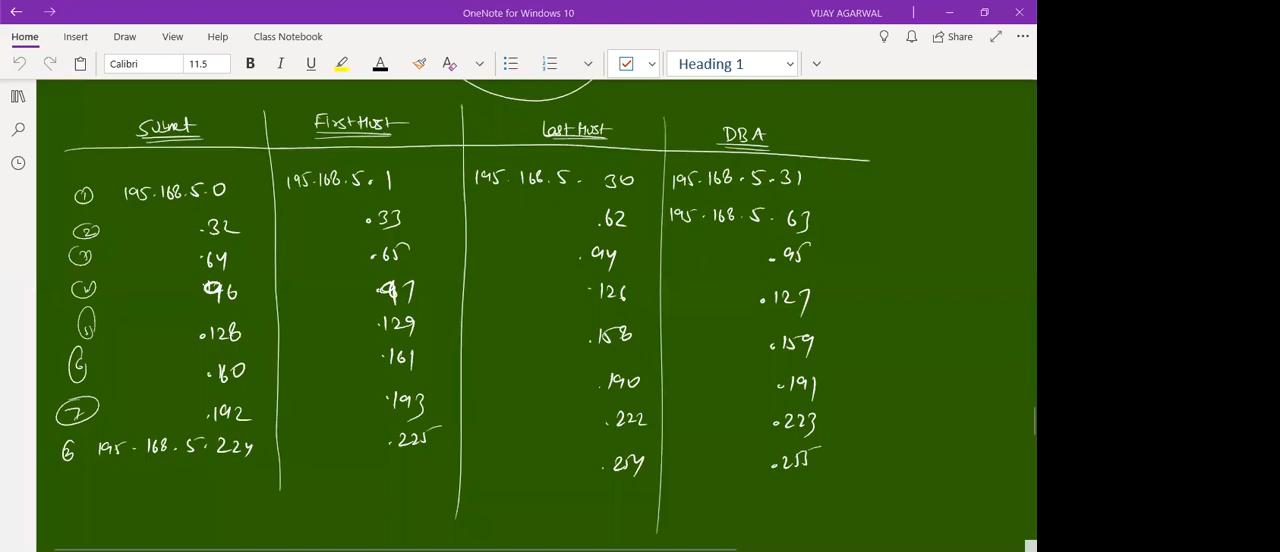 OneNote for Windows 10
VIJAY AGARWAL
Home Insert Draw View Help Class Notebook
Share
Calibri 11.5 B I U A Heading 1
Subnet First Host Last Host DBA
1 195.168.5.0 195.168.5.1 195.168.5.30 195.168.5.31
2 .32 .33 .62 195.168.5.63
3 .64 .65 .94 .95
4 96 .97 .126 .127
5 .128 .129 .158 .159
6 .160 .161 .190 .191
7 .192 .193 .222 .223
8 195.168.5.224 .225 .254 .255